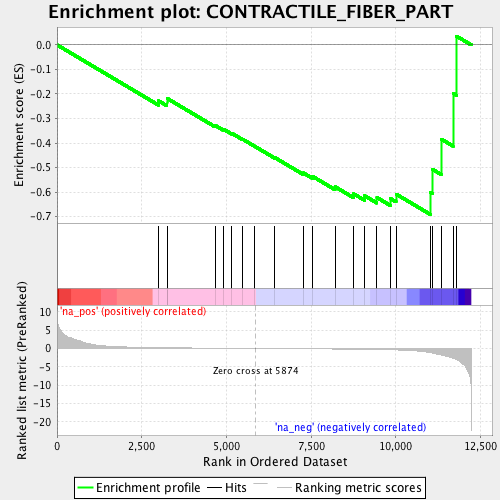 Enrichment plot: CONTRACTILE_FIBER_PART
Enrichment score (ES)
0.0
-0.1
-0.2
-0.3
-0.4
-0.5
-0.6
-0.7
'na_pos' (positively correlated)
Ranked list metric (PreRanked)
10
5
0
-5
-10
-15
-20
Zero cross at 5874
'na_neg' (negatively correlated)
0
2,500
5,000
7,500
10,000
12,500
Rank in Ordered Dataset
Enrichment profile
Hits
Ranking metric scores